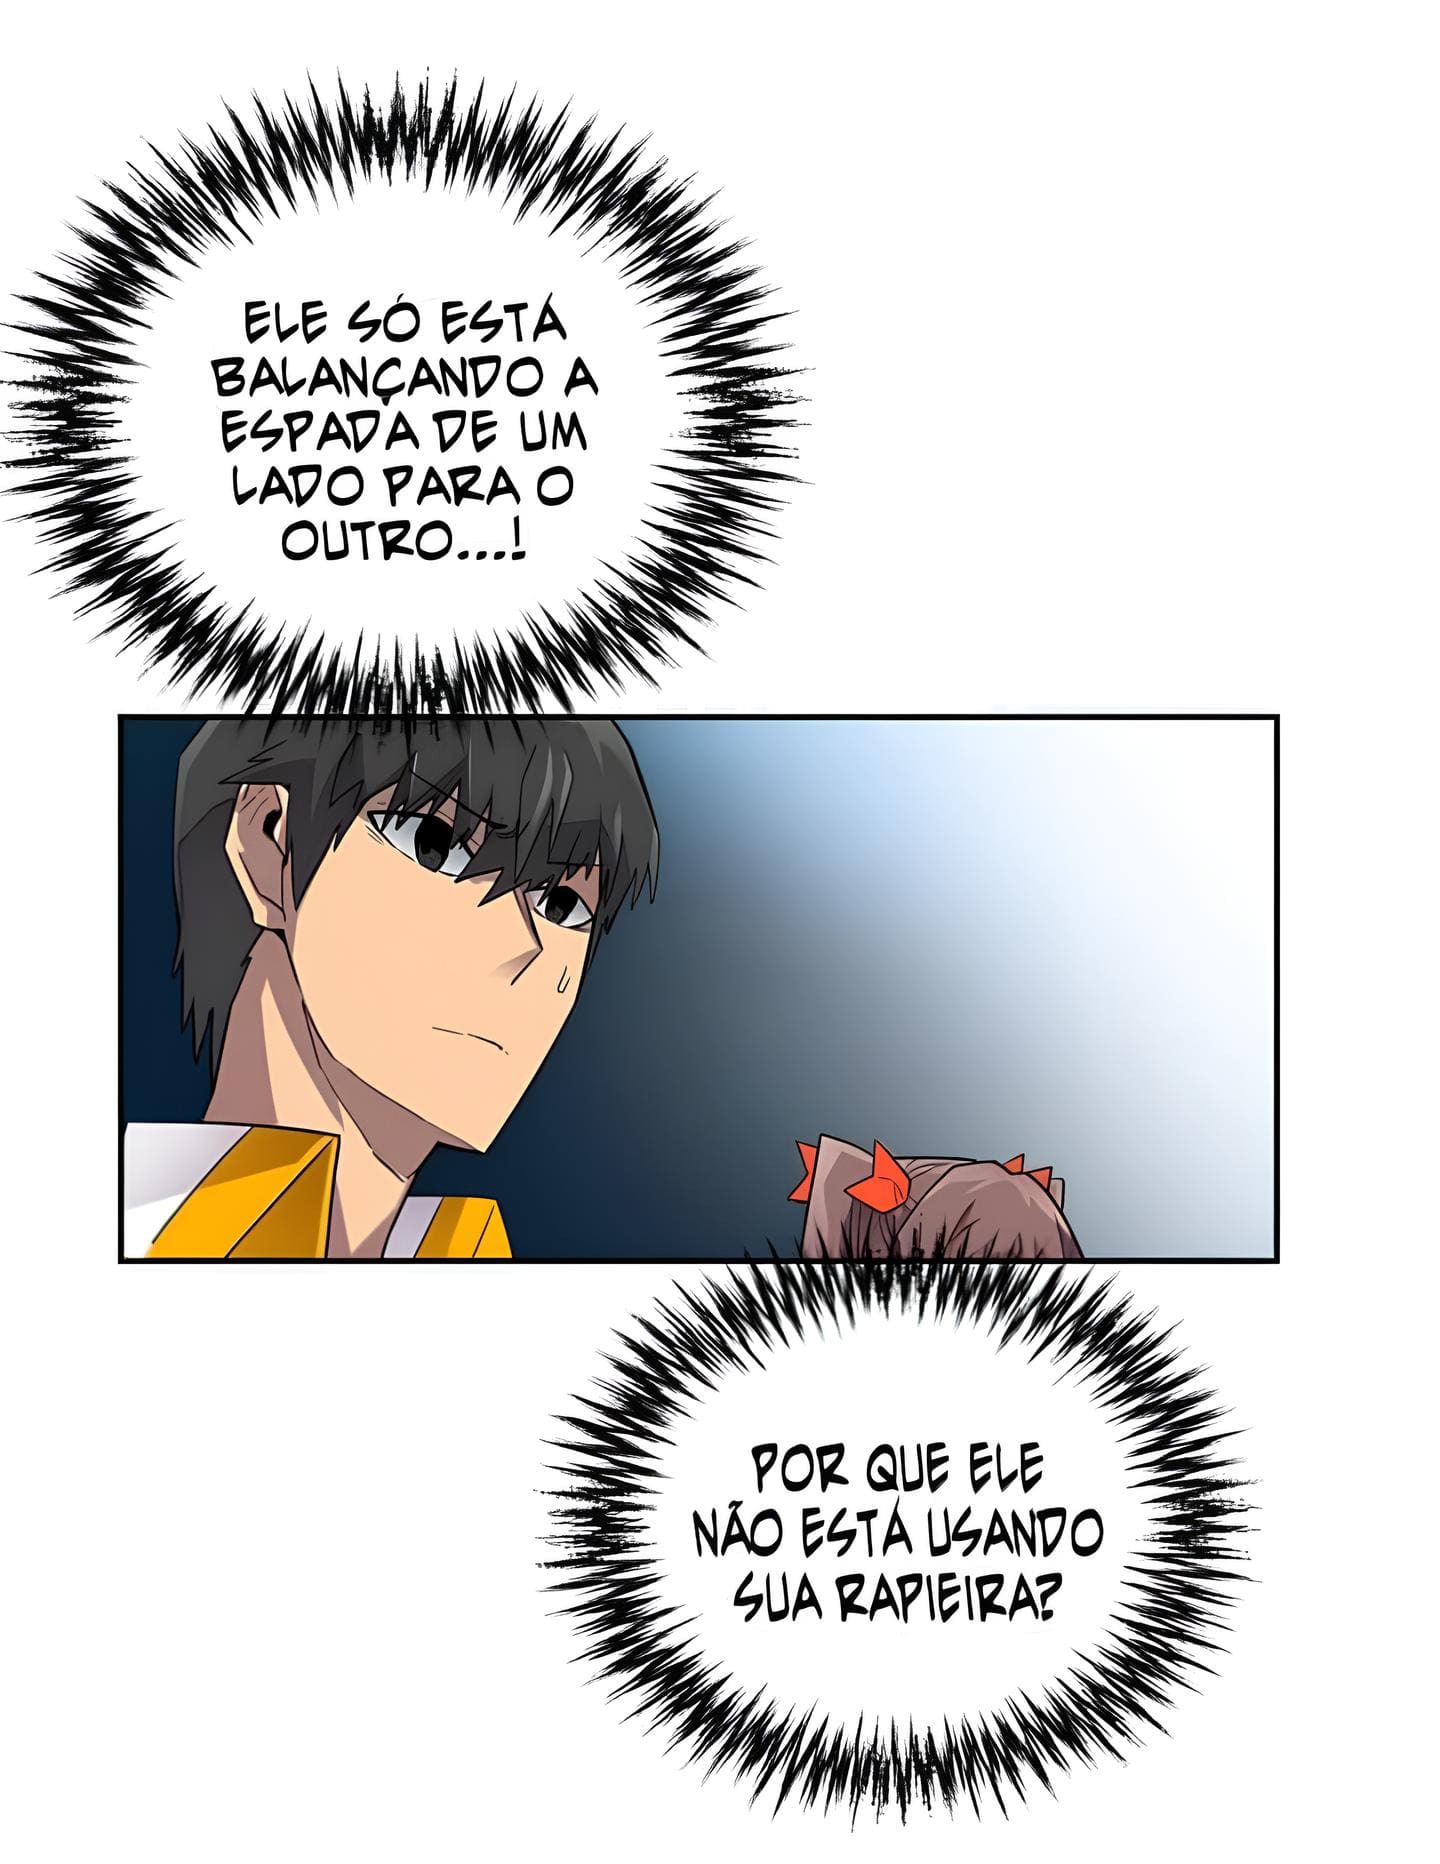 ELE SÓ ESTÁ
BALANÇANDO A
ESPADA DE UM
LADO PARA O
OUTRO...!
POR QUE ELE
NÃO ESTÁ USANDO
SUA RAPIEIRA?